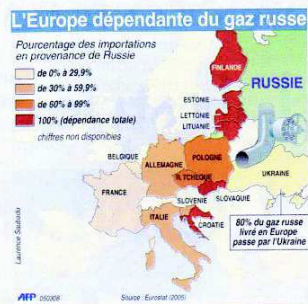 L'Europe dépendante du gaz russe
Pourcentage des importations
en provenance de Russie
de 0% à 29,9%
de 30% à 59,9%
de 60% à 99%
100% (dépendance totale)
chiffres non disponibles
FINLANDE
RUSSIE
ESTONIE
LETTONIE
LITUANIE
BELGIQUE
ALLEMAGNE
POLOGNE
R.TCHEQUE
UKRAINE
FRANCE
SLOVENIE
SLOVAQUIE
ITALIE
CROATIE
80% du gaz russe
livré en Europe
passe par l'Ukraine
AFP
Source : Eurostat (2005)